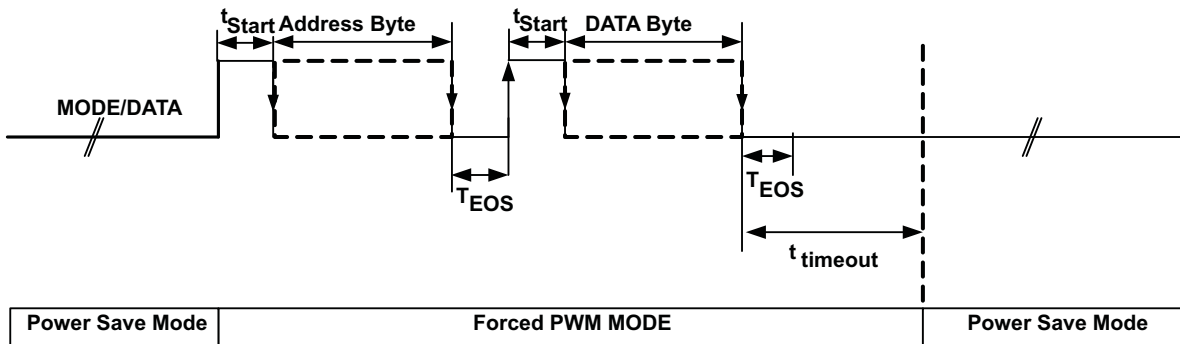 tStart Address Byte
tStart DATA Byte
MODE/DATA
TEOS
TEOS
t timeout
Power Save Mode
Forced PWM MODE
Power Save Mode